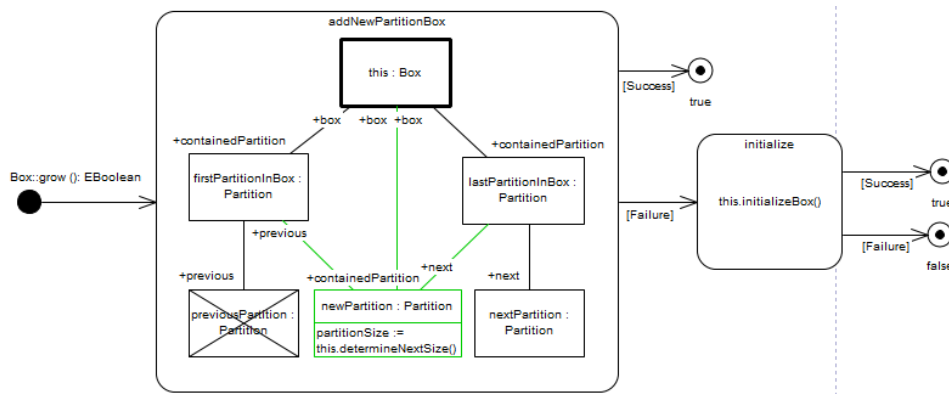 addNewPartitionBox
this : Box
[Success]
true
+box +box +box
+containedPartition
+containedPartition
initialize
Box::grow (): EBoolean
firstPartitionInBox :
Partition
lastPartitionInBox :
Partition
[Success]
true
this.initializeBox()
[Failure]
+previous
[Failure]
false
+next
+previous
+containedPartition
+next
previousPartition :
Partition
newPartition : Partition
partitionSize :=
this.determineNextSize()
nextPartition :
Partition